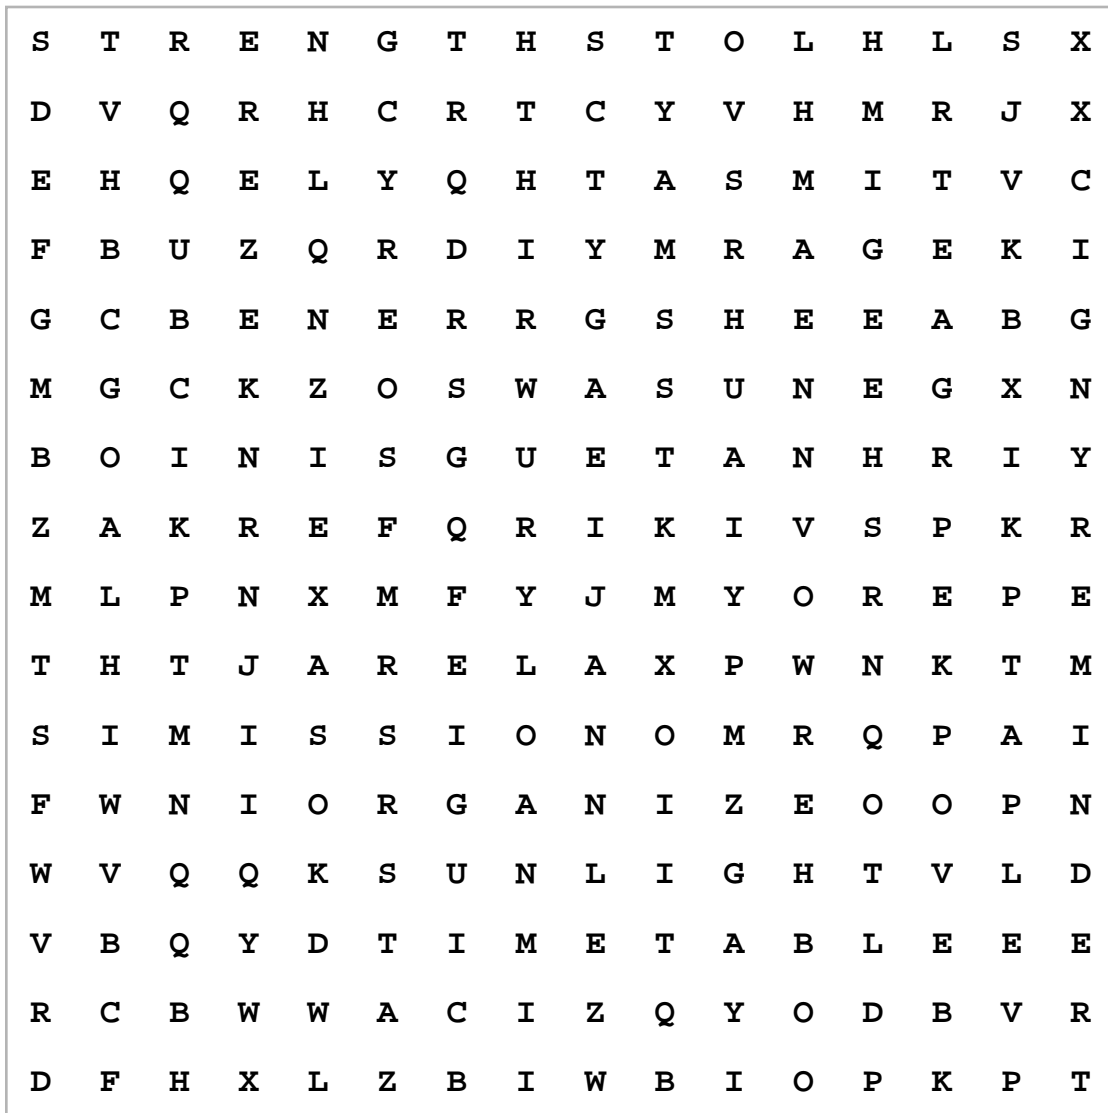 S T R E N G T H S T O L H L S X
D V Q R H C R T C Y V H M R J X
E H Q E L Y Q H T A S M I T V C
F B U Z Q R D I Y M R A G E K I
G C B E N E R R G S H E E A B G
M G C K Z O S W A S U N E G X N
B O I N I S G U E T A N H R I Y
Z A K R E F Q R I K I V S P K R
M L P N X M F Y J M Y O R E P E
T H T J A R E L A X P W N K T M
S I M I S S I O N O M R Q P A I
F W N I O R G A N I Z E O O P N
W V Q Q K S U N L I G H T V L D
V B Q Y D T I M E T A B L E E E
R C B W W A C I Z Q Y O D B V R
D F H X L Z B I W B I O P K P T